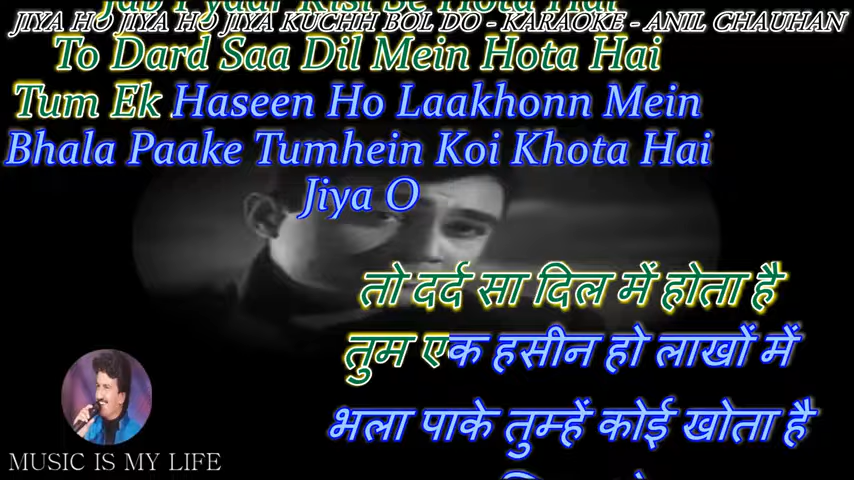 Jab Pyaar Kisi Se Hota Hai
JIYA HO JIYA HO JIYA KUCHH BOL DO - KARAOKE - ANIL CHAUHAN
To Dard Saa Dil Mein Hota Hai
Tum Ek Haseen Ho Laakhonn Mein
Bhala Paake Tumhein Koi Khota Hai
Jiya O
तो दर्द सा दिल में होता है
तुम एक हसीन हो लाखों में
भला पाके तुम्हें कोई खोता है
MUSIC IS MY LIFE